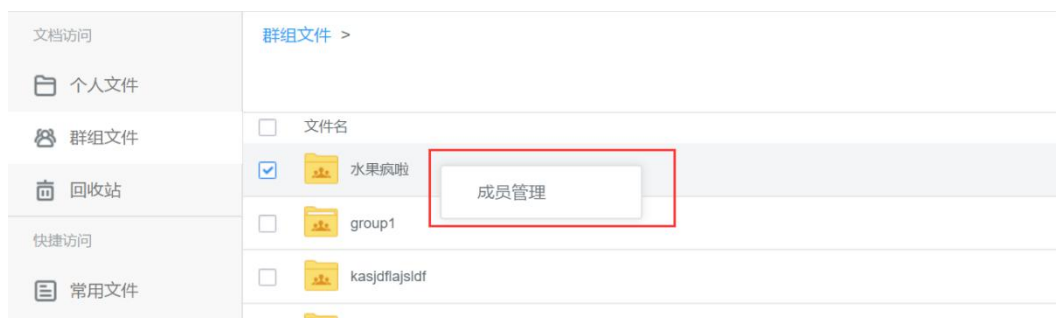 文档访问
个人文件
群组文件
回收站
快捷访问
常用文件
群组文件 >
文件名
水果疯啦
成员管理
group1
kasjdflajsldf